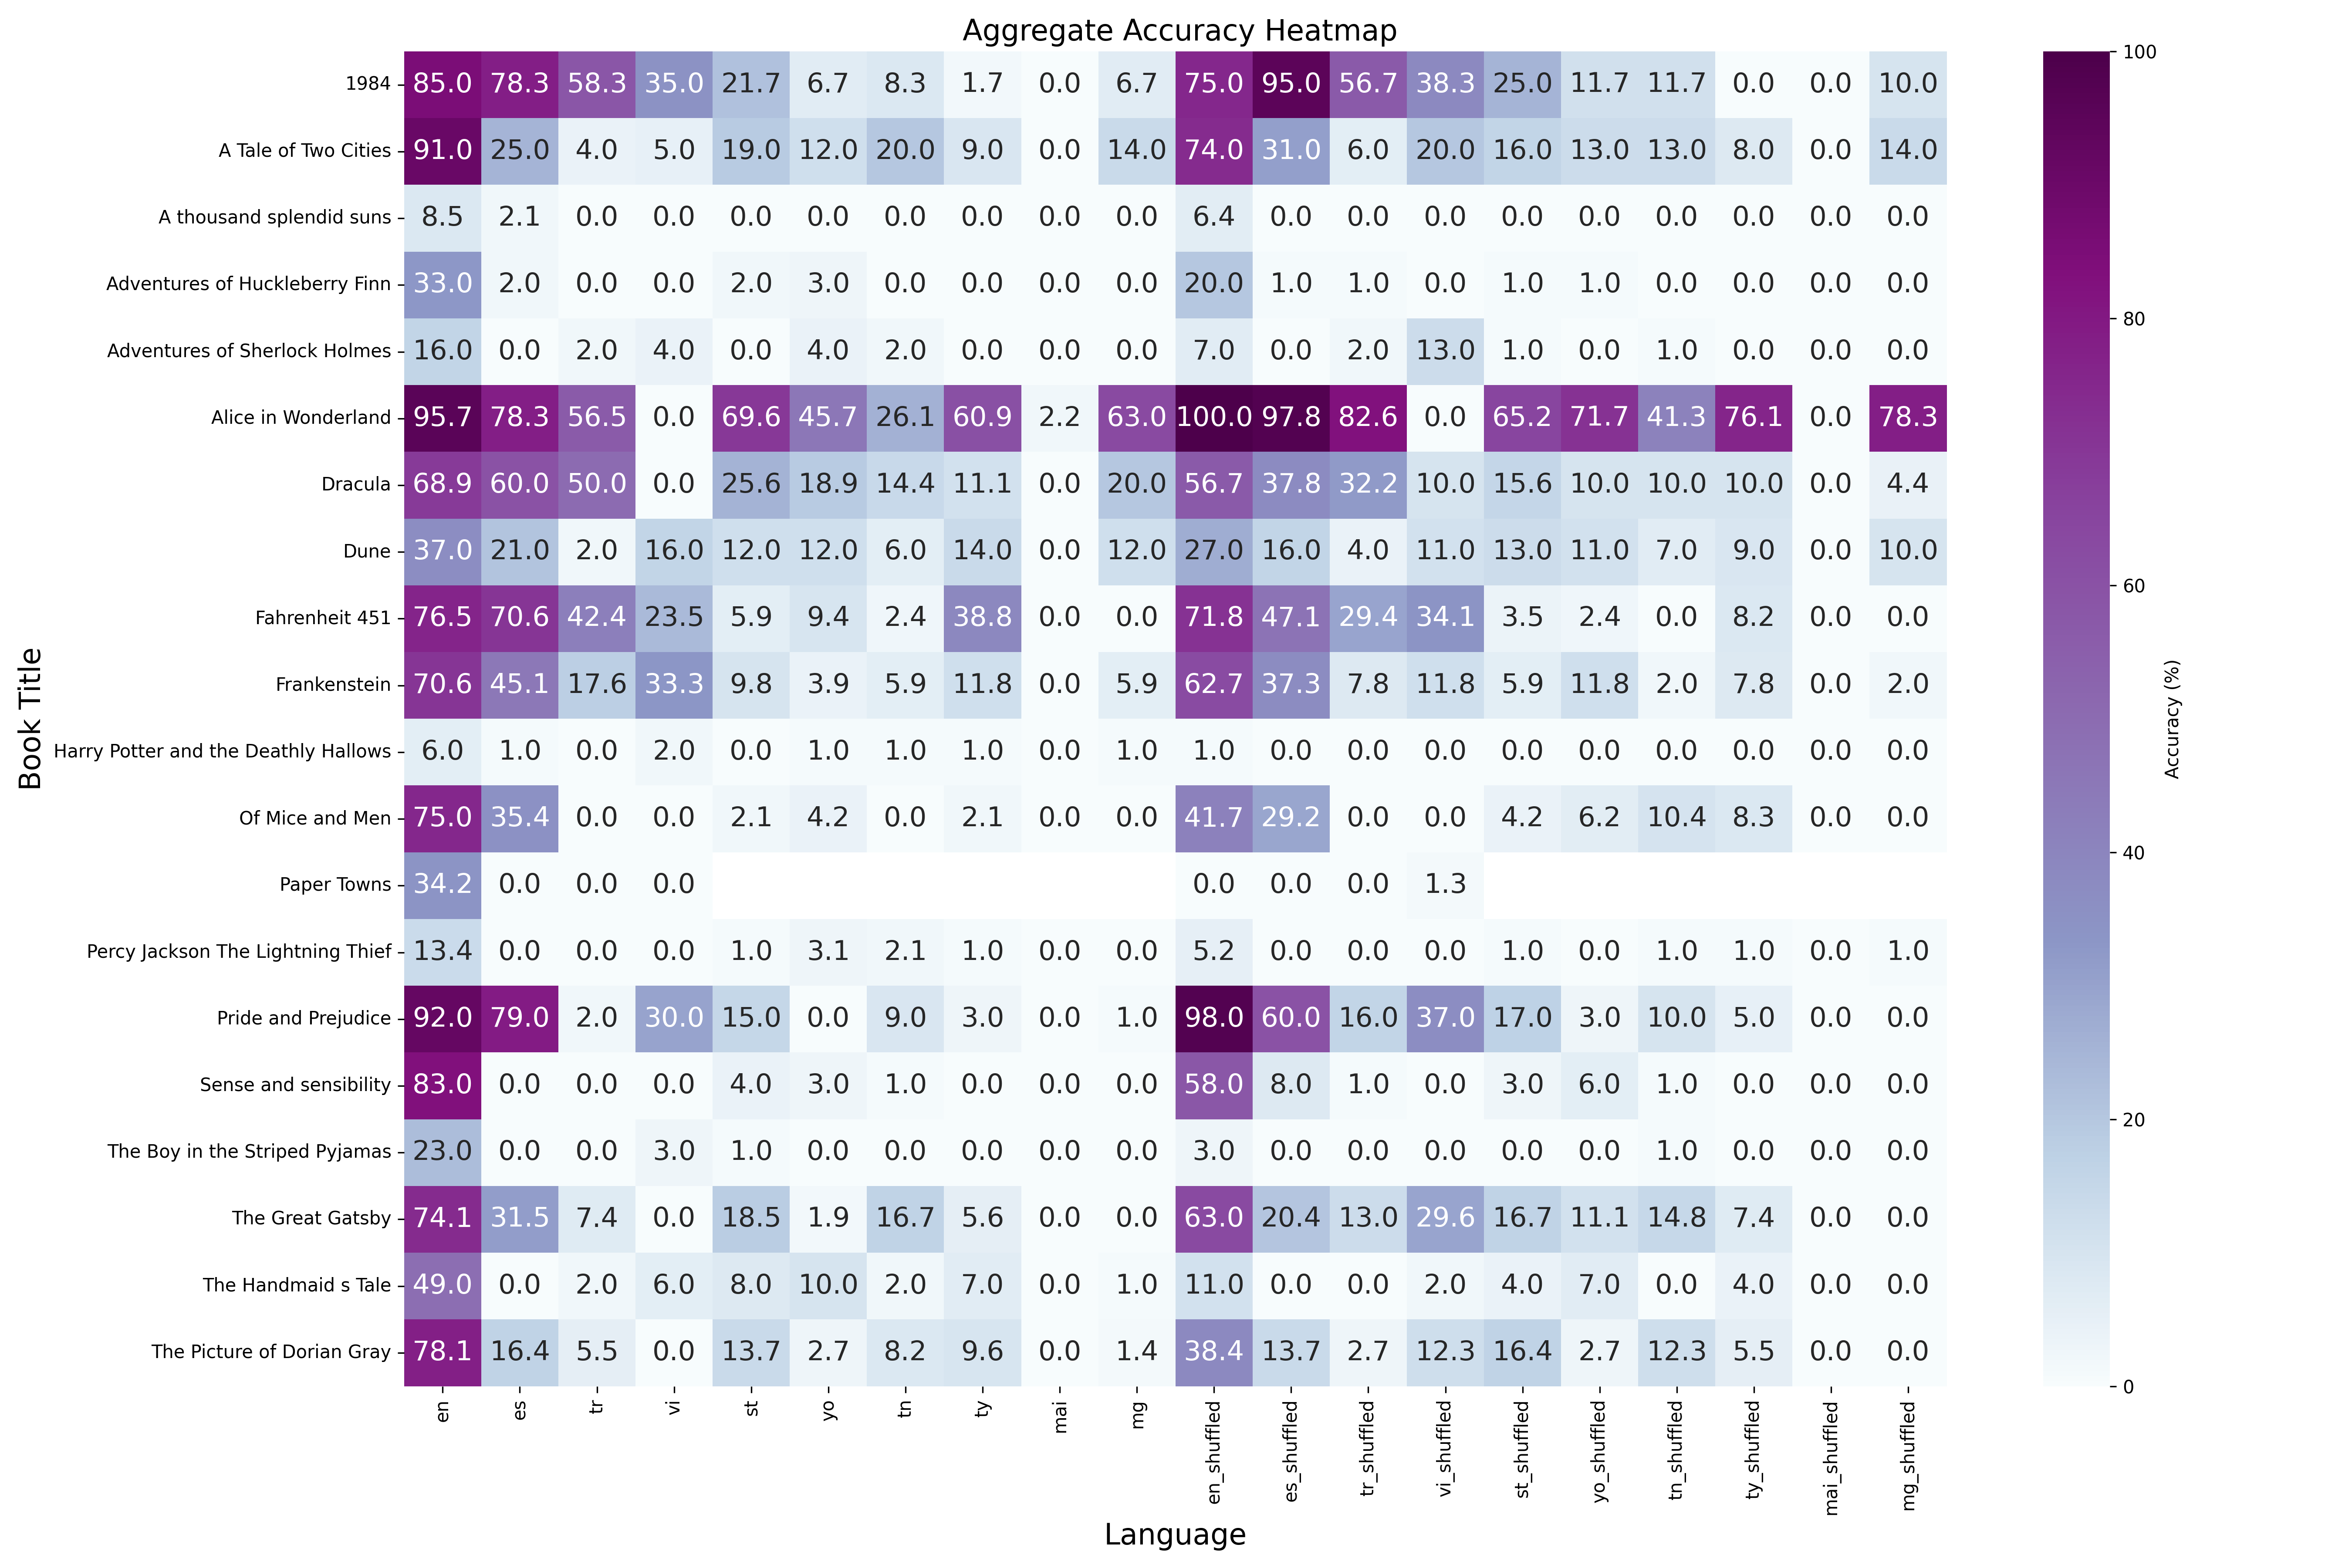 Aggregate Accuracy Heatmap
1984 85.0 78.3 58.3 35.0 21.7 6.7 8.3 1.7 0.0 6.7 75.0 95.0 56.7 38.3 25.0 11.7 11.7 0.0 0.0 10.0
A Tale of Two Cities 91.0 25.0 4.0 5.0 19.0 12.0 20.0 9.0 0.0 14.0 74.0 31.0 6.0 20.0 16.0 13.0 13.0 8.0 0.0 14.0
A thousand splendid suns 8.5 2.1 0.0 0.0 0.0 0.0 0.0 0.0 0.0 0.0 6.4 0.0 0.0 0.0 0.0 0.0 0.0 0.0 0.0 0.0
Adventures of Huckleberry Finn 33.0 2.0 0.0 0.0 2.0 3.0 0.0 0.0 0.0 0.0 20.0 1.0 1.0 0.0 1.0 1.0 0.0 0.0 0.0 0.0
Adventures of Sherlock Holmes 16.0 0.0 2.0 4.0 0.0 4.0 2.0 0.0 0.0 0.0 7.0 0.0 2.0 13.0 1.0 0.0 1.0 0.0 0.0 0.0
Alice in Wonderland 95.7 78.3 56.5 0.0 69.6 45.7 26.1 60.9 2.2 63.0 100.0 97.8 82.6 0.0 65.2 71.7 41.3 76.1 0.0 78.3
Dracula 68.9 60.0 50.0 0.0 25.6 18.9 14.4 11.1 0.0 20.0 56.7 37.8 32.2 10.0 15.6 10.0 10.0 10.0 0.0 4.4
Dune 37.0 21.0 2.0 16.0 12.0 12.0 6.0 14.0 0.0 12.0 27.0 16.0 4.0 11.0 13.0 11.0 7.0 9.0 0.0 10.0
Fahrenheit 451 76.5 70.6 42.4 23.5 5.9 9.4 2.4 38.8 0.0 0.0 71.8 47.1 29.4 34.1 3.5 2.4 0.0 8.2 0.0 0.0
Frankenstein 70.6 45.1 17.6 33.3 9.8 3.9 5.9 11.8 0.0 5.9 62.7 37.3 7.8 11.8 5.9 11.8 2.0 7.8 0.0 2.0
Harry Potter and the Deathly Hallows 6.0 1.0 0.0 2.0 0.0 1.0 1.0 1.0 0.0 1.0 1.0 0.0 0.0 0.0 0.0 0.0 0.0 0.0 0.0 0.0
Of Mice and Men 75.0 35.4 0.0 0.0 2.1 4.2 0.0 2.1 0.0 0.0 41.7 29.2 0.0 0.0 4.2 6.2 10.4 8.3 0.0 0.0
Paper Towns 34.2 0.0 0.0 0.0 0.0 0.0 0.0 1.3
Percy Jackson The Lightning Thief 13.4 0.0 0.0 0.0 1.0 3.1 2.1 1.0 0.0 0.0 5.2 0.0 0.0 0.0 1.0 0.0 1.0 1.0 0.0 1.0
Pride and Prejudice 92.0 79.0 2.0 30.0 15.0 0.0 9.0 3.0 0.0 1.0 98.0 60.0 16.0 37.0 17.0 3.0 10.0 5.0 0.0 0.0
Sense and sensibility 83.0 0.0 0.0 0.0 4.0 3.0 1.0 0.0 0.0 0.0 58.0 8.0 1.0 0.0 3.0 6.0 1.0 0.0 0.0 0.0
The Boy in the Striped Pyjamas 23.0 0.0 0.0 3.0 1.0 0.0 0.0 0.0 0.0 0.0 3.0 0.0 0.0 0.0 0.0 0.0 1.0 0.0 0.0 0.0
The Great Gatsby 74.1 31.5 7.4 0.0 18.5 1.9 16.7 5.6 0.0 0.0 63.0 20.4 13.0 29.6 16.7 11.1 14.8 7.4 0.0 0.0
The Handmaid s Tale 49.0 0.0 2.0 6.0 8.0 10.0 2.0 7.0 0.0 1.0 11.0 0.0 0.0 2.0 4.0 7.0 0.0 4.0 0.0 0.0
The Picture of Dorian Gray 78.1 16.4 5.5 0.0 13.7 2.7 8.2 9.6 0.0 1.4 38.4 13.7 2.7 12.3 16.4 2.7 12.3 5.5 0.0 0.0
en es tr vi st yo tn ty mai mg en_shuffled es_shuffled tr_shuffled vi_shuffled st_shuffled yo_shuffled tn_shuffled ty_shuffled mai_shuffled mg_shuffled
Language
Book Title
100
80
60
40
20
0
Accuracy (%)